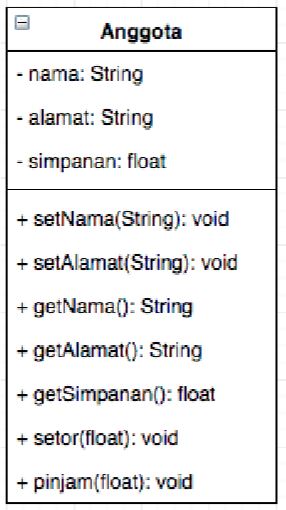 Anggota
- nama: String
- alamat: String
- simpanan: float
+ setNama(String): void
+ setAlamat(String): void
+ getNama(): String
+ getAlamat(): String
+ getSimpanan(): float
+ setor(float): void
+ pinjam(float): void